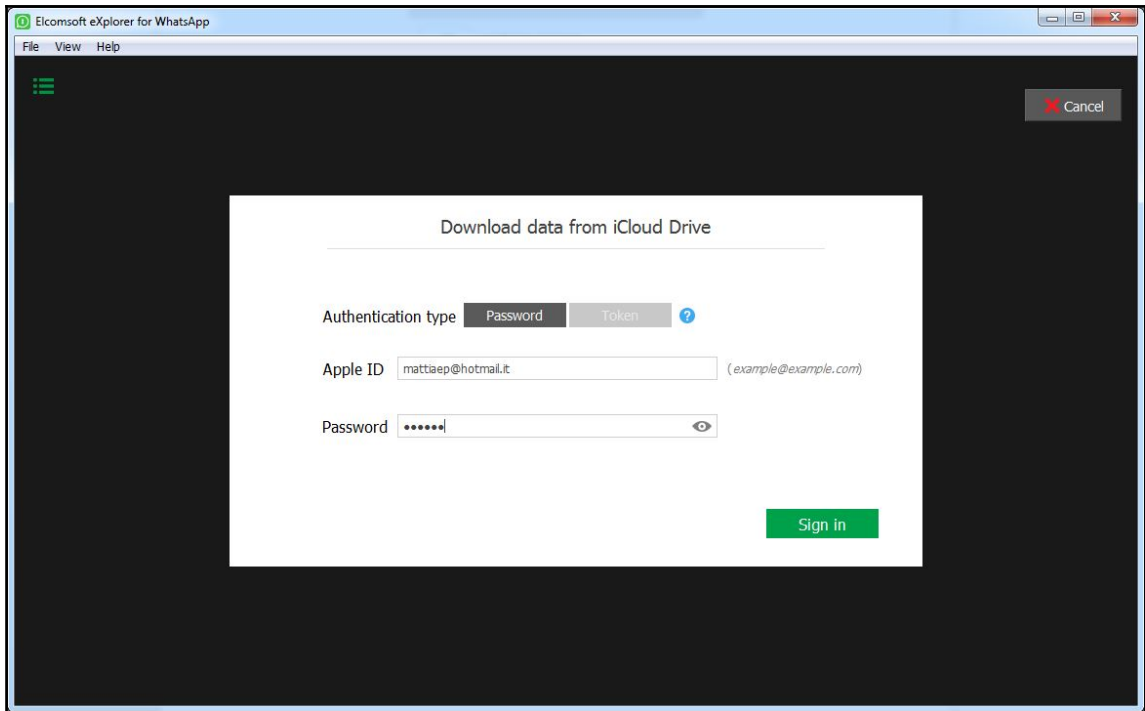 Elcomsoft eXplorer for WhatsApp
File View Help
Cancel
Download data from iCloud Drive
Authentication type Password Token ?
Apple ID mattiaep@hotmail.it (example@example.com)
Password ••••••
Sign in